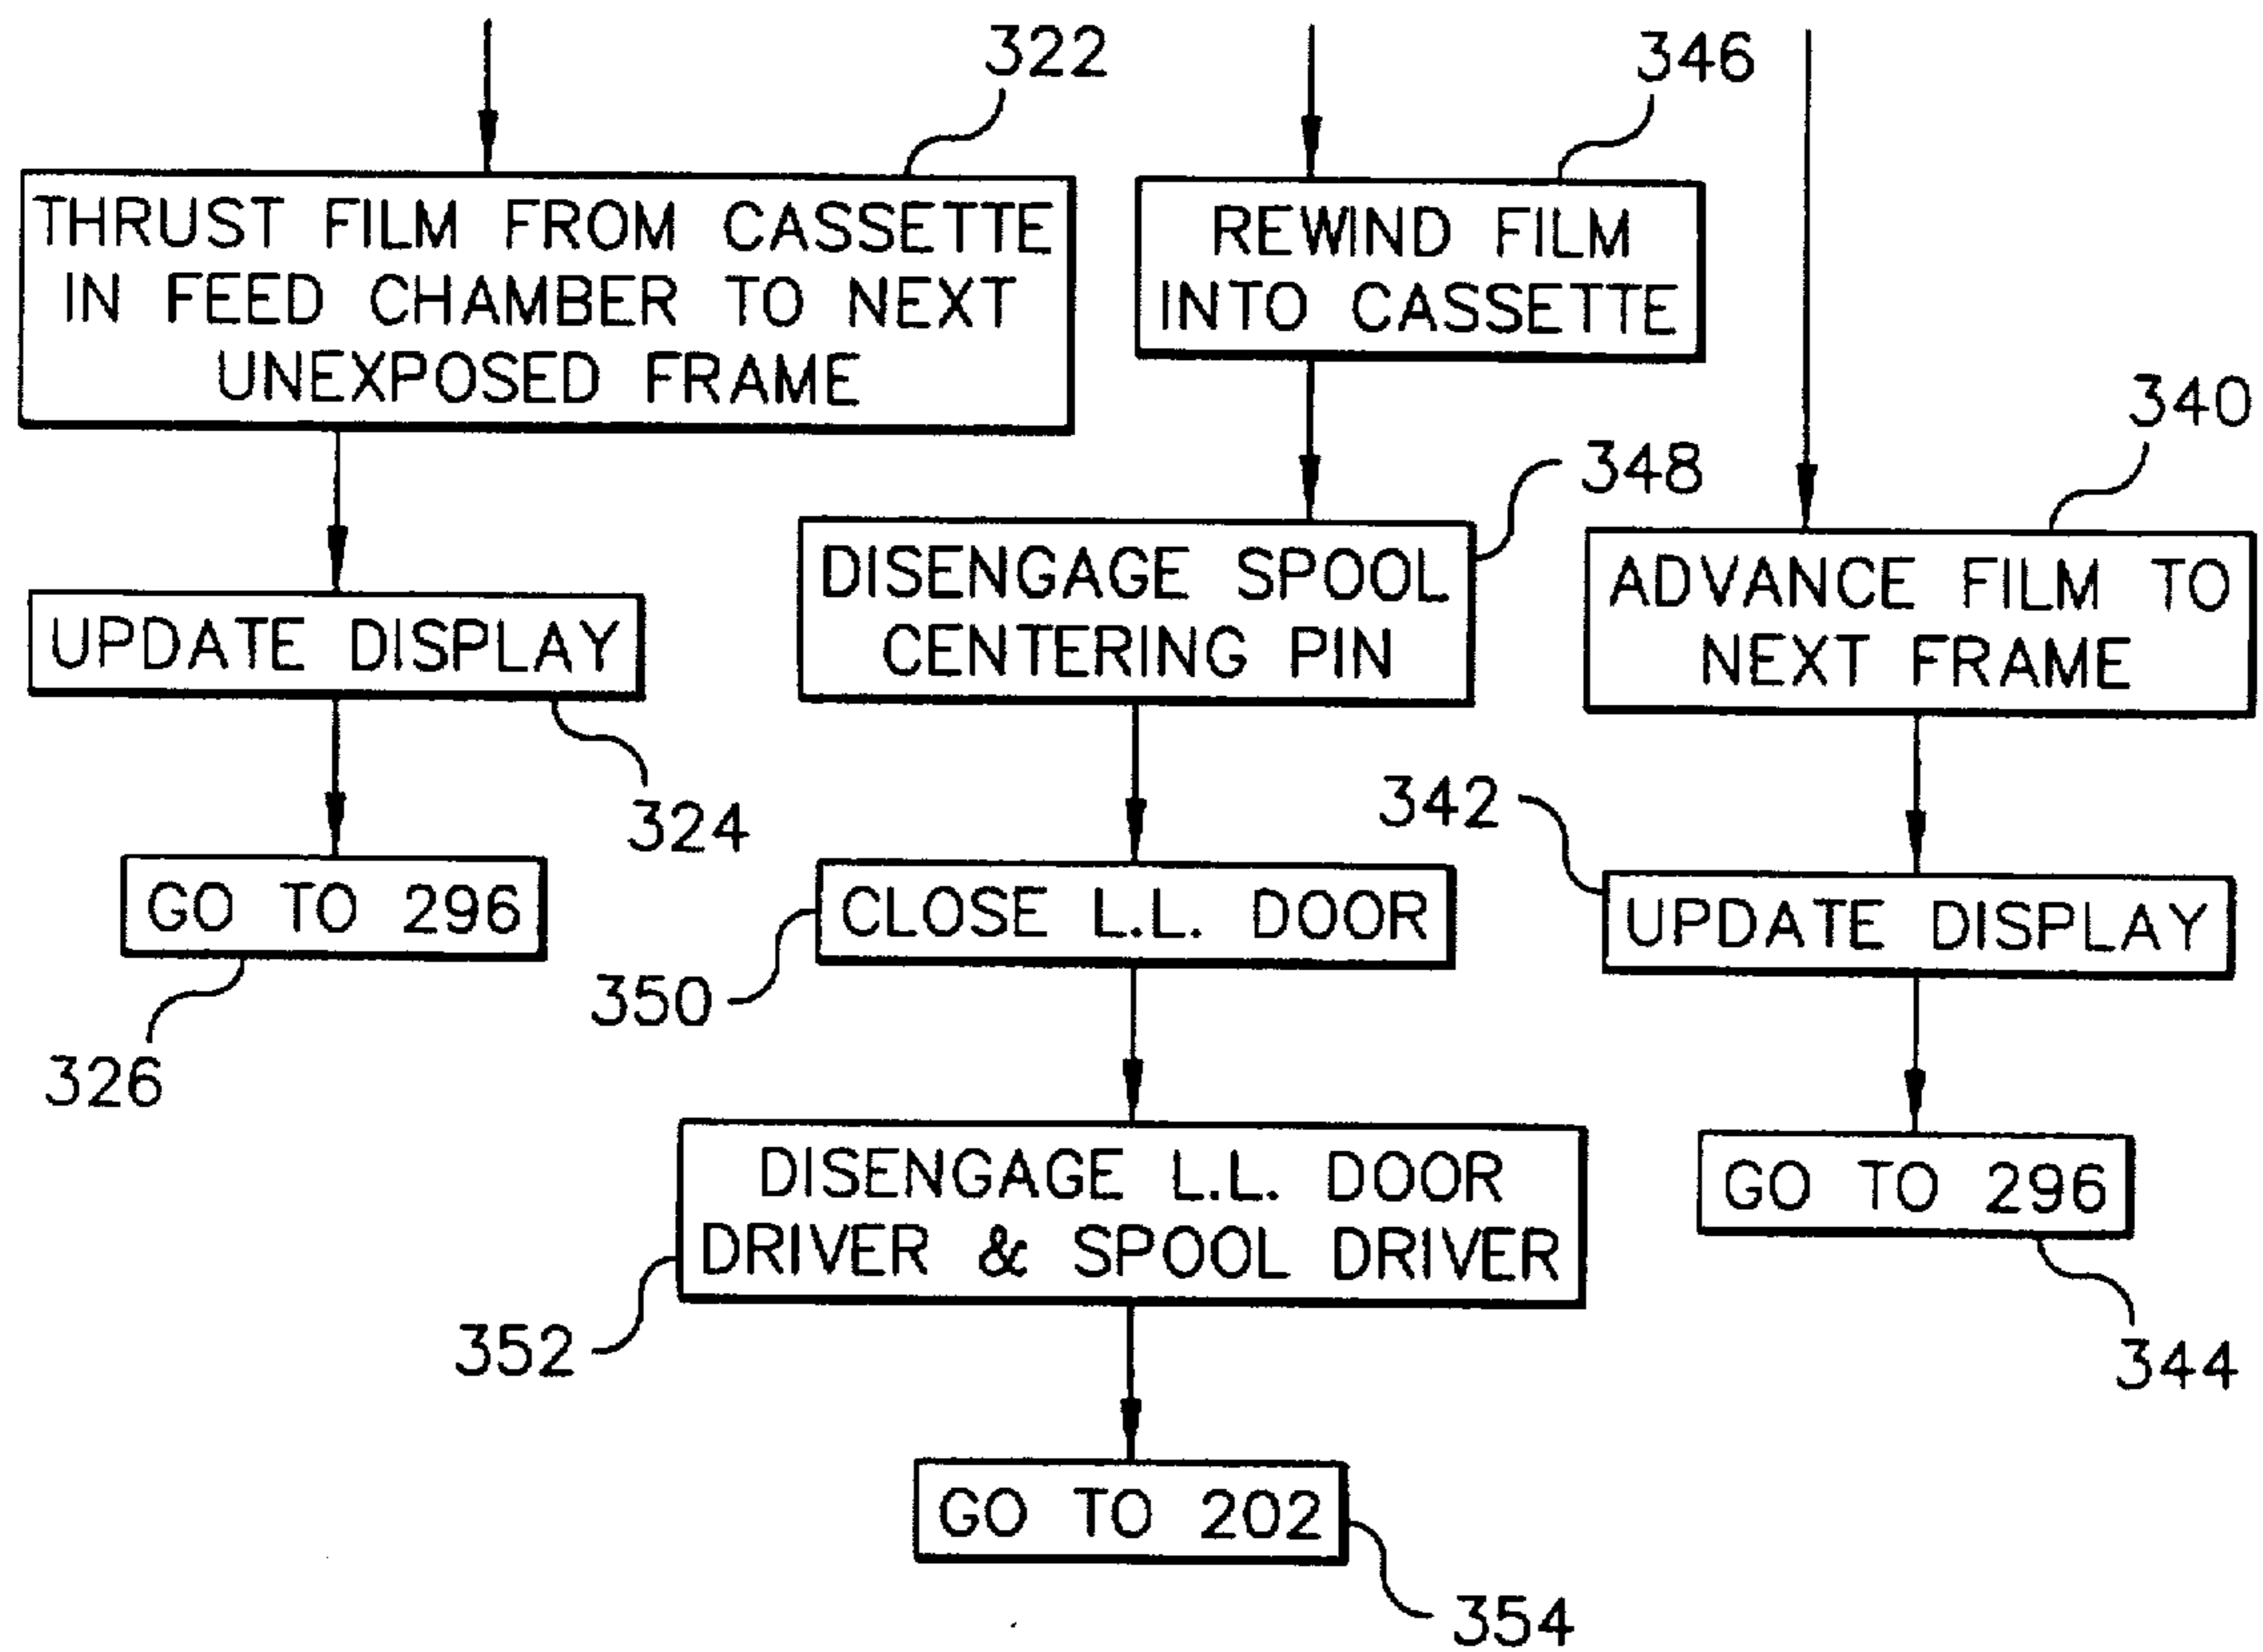 322
THRUST FILM FROM CASSETTE
IN FEED CHAMBER TO NEXT
UNEXPOSED FRAME
UPDATE DISPLAY
324
GO TO 296
326
346
REWIND FILM
INTO CASSETTE
348
DISENGAGE SPOOL
CENTERING PIN
350
CLOSE L.L. DOOR
352
DISENGAGE L.L. DOOR
DRIVER & SPOOL DRIVER
GO TO 202
354
340
ADVANCE FILM TO
NEXT FRAME
342
UPDATE DISPLAY
GO TO 296
344